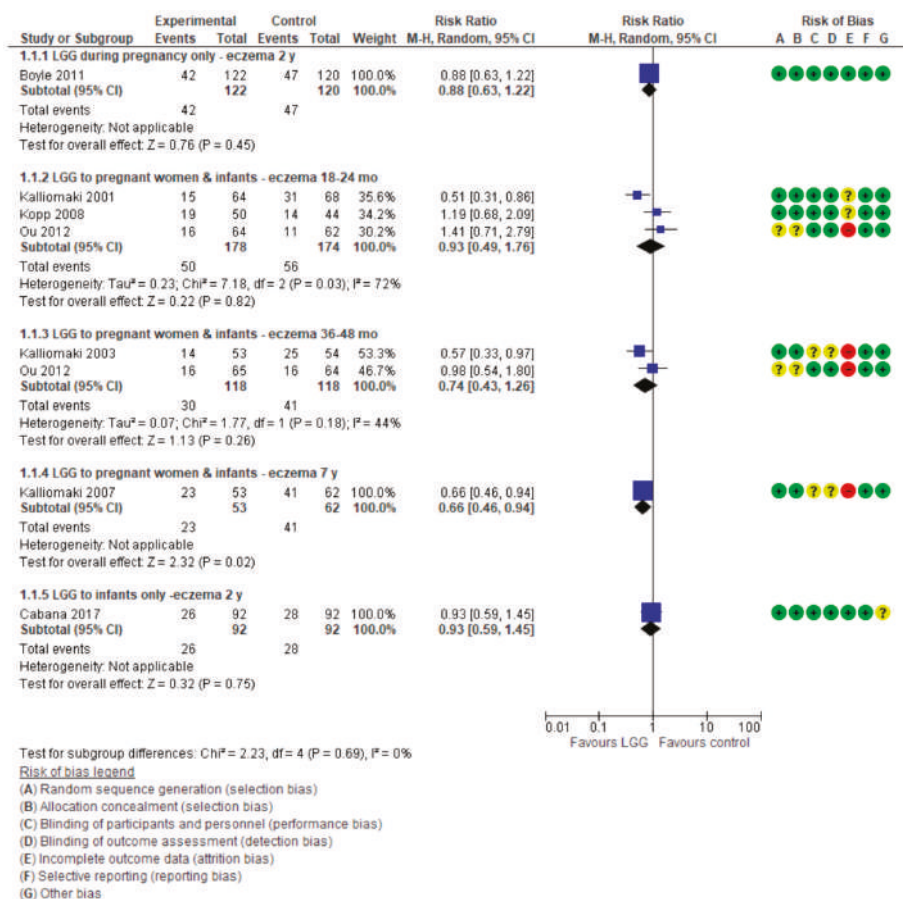 Experimental Control Risk Ratio Risk Ratio Risk of Bias
Study or Subgroup Events Total Events Total Weight M-H, Random, 95% CI M-H, Random, 95% CI A B C D E F G
1.1.1 LGG during pregnancy only - eczema 2 y
Boyle 2011 42 122 47 120 100.0% 0.88 [0.63, 1.22] + + + + + + +
Subtotal (95% CI) 122 120 100.0% 0.88 [0.63, 1.22]
Total events 42 47
Heterogeneity: Not applicable
Test for overall effect: Z = 0.76 (P = 0.45)
1.1.2 LGG to pregnant women & infants - eczema 18-24 mo
Kalliomaki 2001 15 64 31 68 35.6% 0.51 [0.31, 0.86] + + + + ? + +
Kopp 2008 19 50 14 44 34.2% 1.19 [0.68, 2.09] + + + + ? + +
Ou 2012 16 64 11 62 30.2% 1.41 [0.71, 2.79] ? ? + + - + +
Subtotal (95% CI) 178 174 100.0% 0.93 [0.49, 1.76]
Total events 50 56
Heterogeneity: Tau² = 0.23; Chi² = 7.18, df = 2 (P = 0.03); I² = 72%
Test for overall effect: Z = 0.22 (P = 0.82)
1.1.3 LGG to pregnant women & infants - eczema 36-48 mo
Kalliomaki 2003 14 53 25 54 53.3% 0.57 [0.33, 0.97] + + ? ? - + +
Ou 2012 16 65 16 64 46.7% 0.98 [0.54, 1.80] ? ? + + - + +
Subtotal (95% CI) 118 118 100.0% 0.74 [0.43, 1.26]
Total events 30 41
Heterogeneity: Tau² = 0.07; Chi² = 1.77, df = 1 (P = 0.18); I² = 44%
Test for overall effect: Z = 1.13 (P = 0.26)
1.1.4 LGG to pregnant women & infants - eczema 7 y
Kalliomaki 2007 23 53 41 62 100.0% 0.66 [0.46, 0.94] + + ? ? - + +
Subtotal (95% CI) 53 62 100.0% 0.66 [0.46, 0.94]
Total events 23 41
Heterogeneity: Not applicable
Test for overall effect: Z = 2.32 (P = 0.02)
1.1.5 LGG to infants only -eczema 2 y
Cabana 2017 26 92 28 92 100.0% 0.93 [0.59, 1.45] + + + + + + ?
Subtotal (95% CI) 92 92 100.0% 0.93 [0.59, 1.45]
Total events 26 28
Heterogeneity: Not applicable
Test for overall effect: Z = 0.32 (P = 0.75)
0.01 0.1 1 10 100
Favours LGG Favours control
Test for subgroup differences: Chi² = 2.23, df = 4 (P = 0.69), I² = 0%
Risk of bias legend
(A) Random sequence generation (selection bias)
(B) Allocation concealment (selection bias)
(C) Blinding of participants and personnel (performance bias)
(D) Blinding of outcome assessment (detection bias)
(E) Incomplete outcome data (attrition bias)
(F) Selective reporting (reporting bias)
(G) Other bias